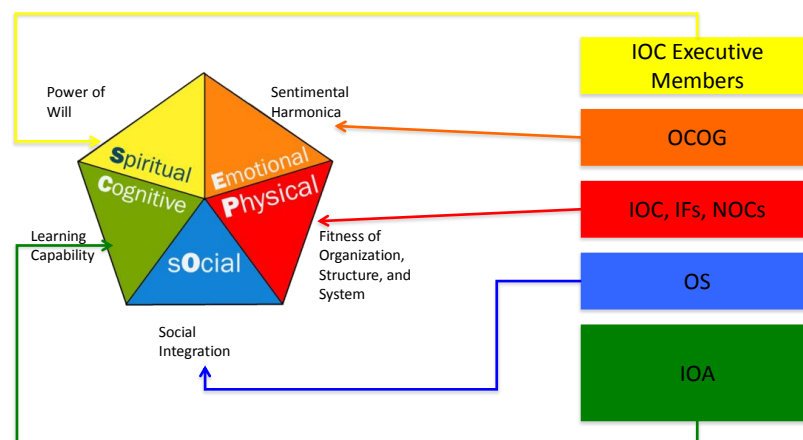 IOC Executive
Members
Power of
Will
Sentimental
Harmonica
OCOG
Spiritual
Emotional
Cognitive
Physical
IOC, IFs, NOCs
Learning
Capability
sOcial
Fitness of
Organization,
Structure, and
System
OS
Social
Integration
IOA